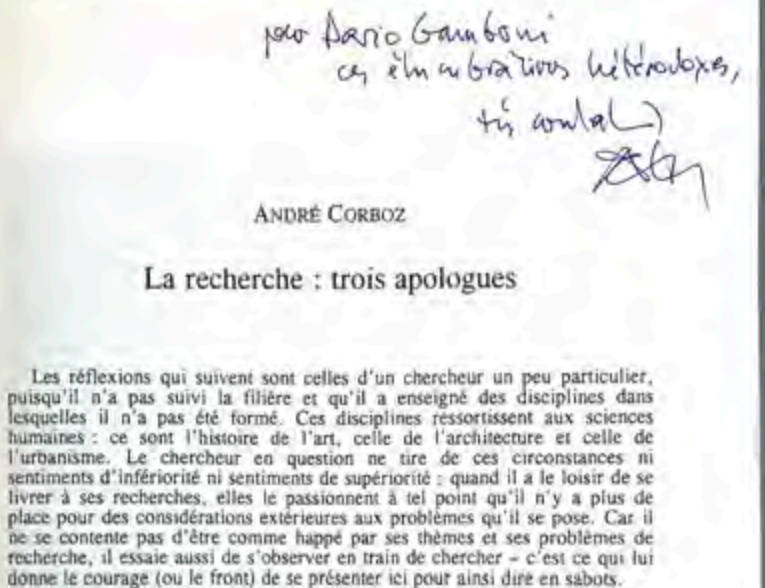 pour Dario Gamboni
ces élucubrations hétérodoxes,
très cordial
ANDRÉ CORBOZ
La recherche : trois apologues
Les réflexions qui suivent sont celles d'un chercheur un peu particulier,
puisqu'il n'a pas suivi la filière et qu'il a enseigné des disciplines dans
lesquelles il n'a pas été formé. Ces disciplines ressortissent aux sciences
humaines : ce sont l'histoire de l'art, celle de l'architecture et celle de
l'urbanisme. Le chercheur en question ne tire de ces circonstances ni
sentiments d'infériorité ni sentiments de supériorité : quand il a le loisir de se
livrer à ses recherches, elles le passionnent à tel point qu'il n'y a plus de
place pour des considérations extérieures aux problèmes qu'il se pose. Car il
ne se contente pas d'être comme happé par ses thèmes et ses problèmes de
recherche, il essaie aussi de s'observer en train de chercher – c'est ce qui lui
donne le courage (ou le front) de se présenter ici pour ainsi dire en sabots.